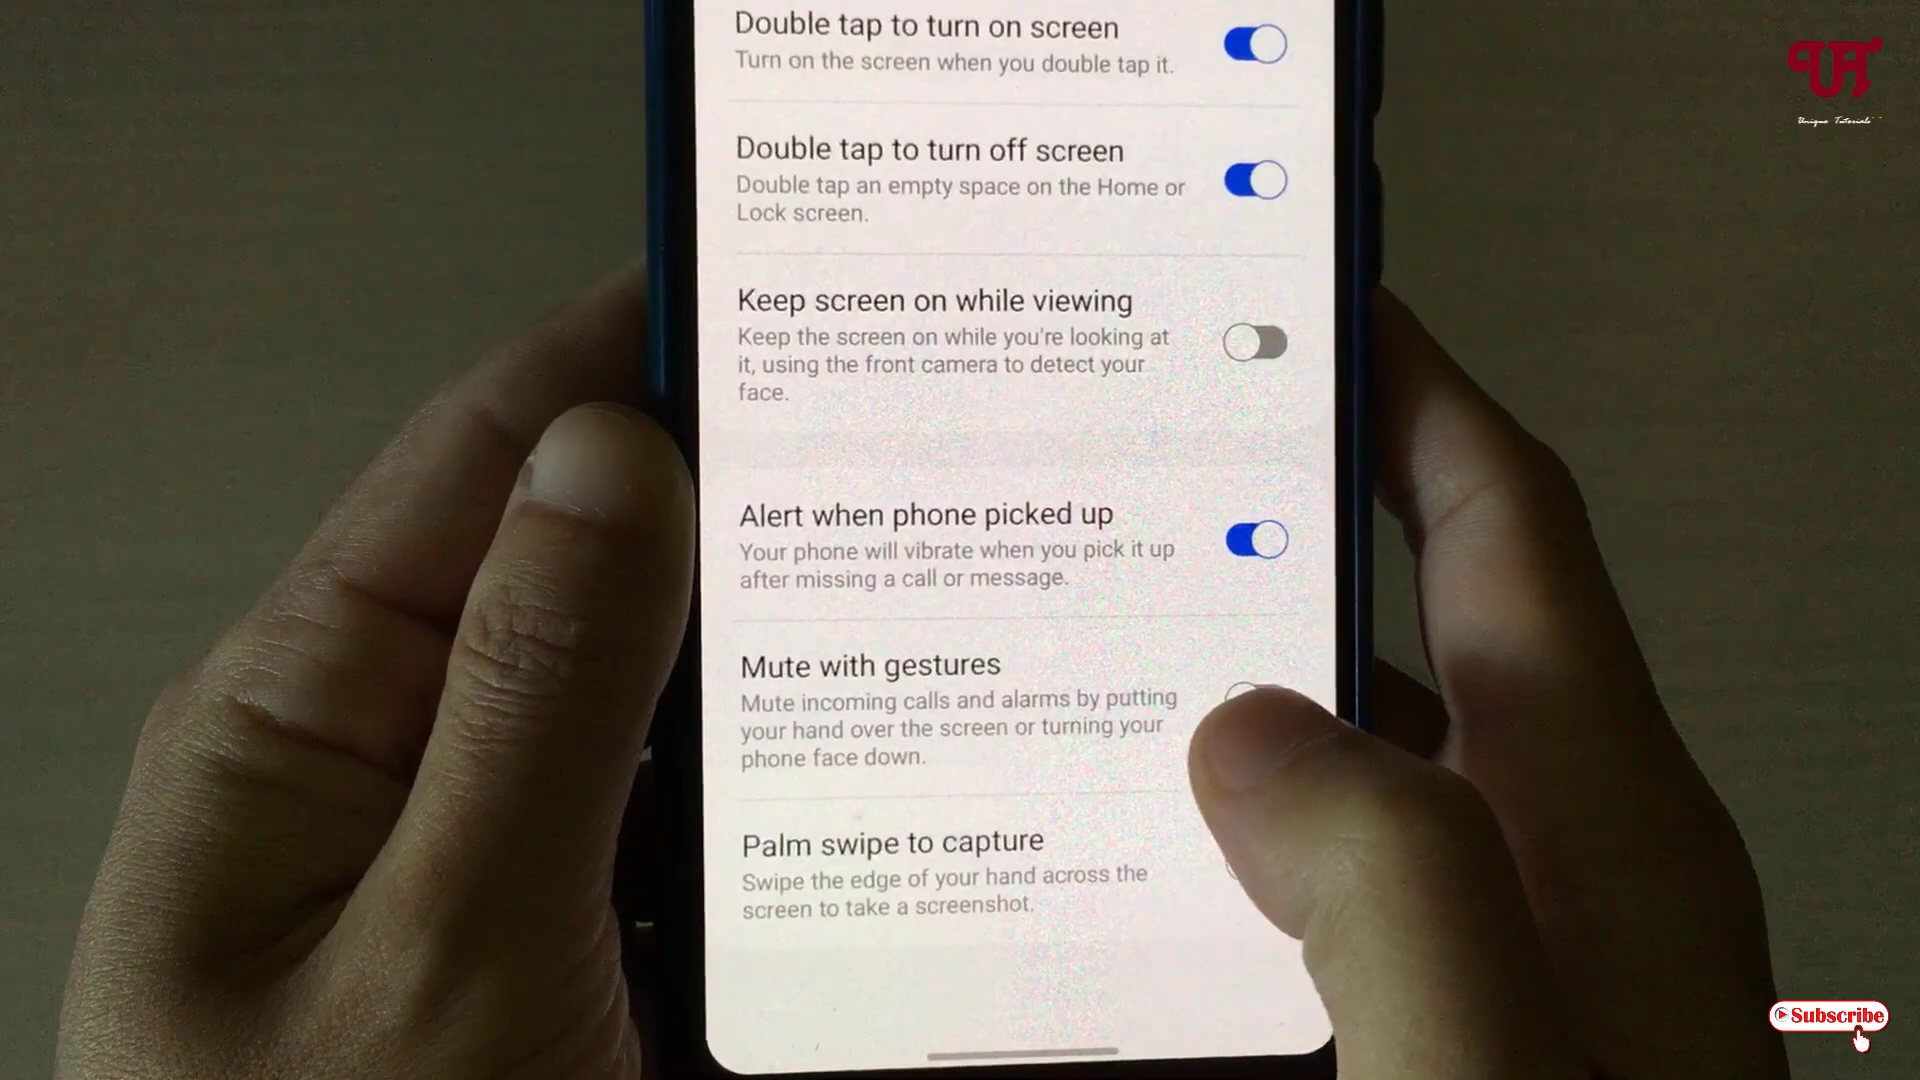 Double tap to turn on screen
Turn on the screen when you double tap it.
Double tap to turn off screen
Double tap an empty space on the Home or
Lock screen.
Keep screen on while viewing
Keep the screen on while you're looking at
it, using the front camera to detect your
face.
Alert when phone picked up
Your phone will vibrate when you pick it up
after missing a call or message.
Mute with gestures
Mute incoming calls and alarms by putting
your hand over the screen or turning your
phone face down.
Palm swipe to capture
Swipe the edge of your hand across the
screen to take a screenshot.
UT
Unique Tutorials
Subscribe